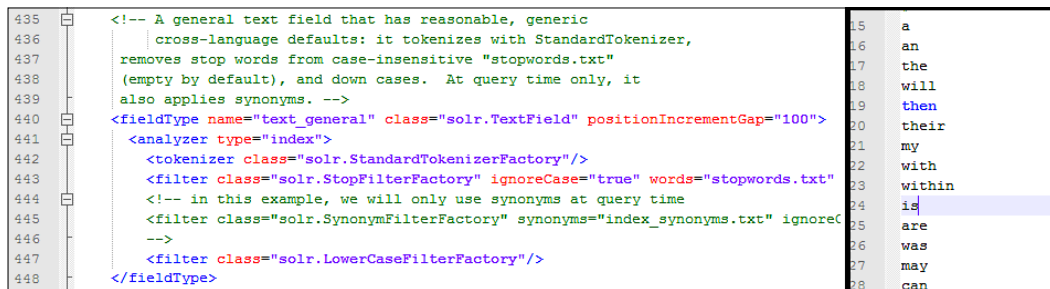 435 <!-- A general text field that has reasonable, generic
436 cross-language defaults: it tokenizes with StandardTokenizer,
437 removes stop words from case-insensitive "stopwords.txt"
438 (empty by default), and down cases.  At query time only, it
439 also applies synonyms. -->
440 <fieldType name="text_general" class="solr.TextField" positionIncrementGap="100">
441 <analyzer type="index">
442 <tokenizer class="solr.StandardTokenizerFactory"/>
443 <filter class="solr.StopFilterFactory" ignoreCase="true" words="stopwords.txt"
444 <!-- in this example, we will only use synonyms at query time
445 <filter class="solr.SynonymFilterFactory" synonyms="index_synonyms.txt" ignoreC
446 -->
447 <filter class="solr.LowerCaseFilterFactory"/>
448 </fieldType>
15 a
16 an
17 the
18 will
19 then
20 their
21 my
22 with
23 within
24 is
25 are
26 was
27 may
28 can